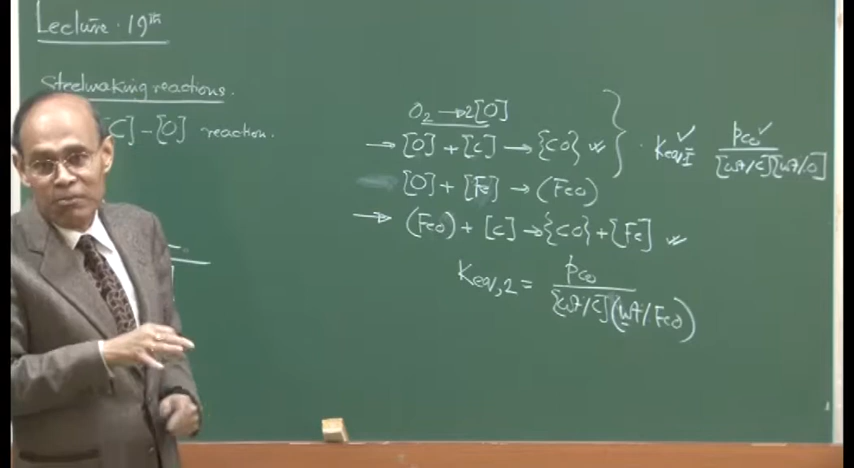 Lecture. 19th
Steelmaking reactions.
[C] - [O] reaction.
O2 → 2[O]
→ [O] + [C] → {CO}
[O] + [Fe] → (FeO)
→ (FeO) + [C] → {CO} + [Fe]
Keq,I
pco / [wt%C][wt%O]
Keq,2 = pco / [wt%C](wt%FeO)